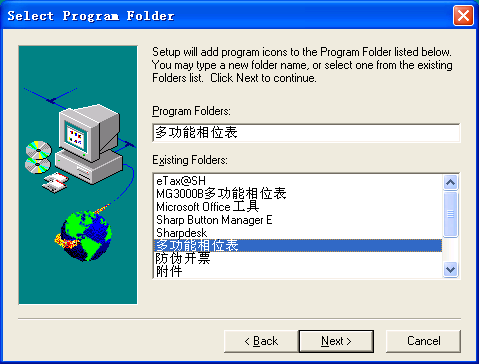 Select Program Folder
Setup will add program icons to the Program Folder listed below.
You may type a new folder name, or select one from the existing
Folders list. Click Next to continue.
Program Folders:
多功能相位表
Existing Folders:
eTax@SH
MG3000B多功能相位表
Microsoft Office 工具
Sharp Button Manager E
Sharpdesk
多功能相位表
防伪开票
附件
< Back
Next >
Cancel